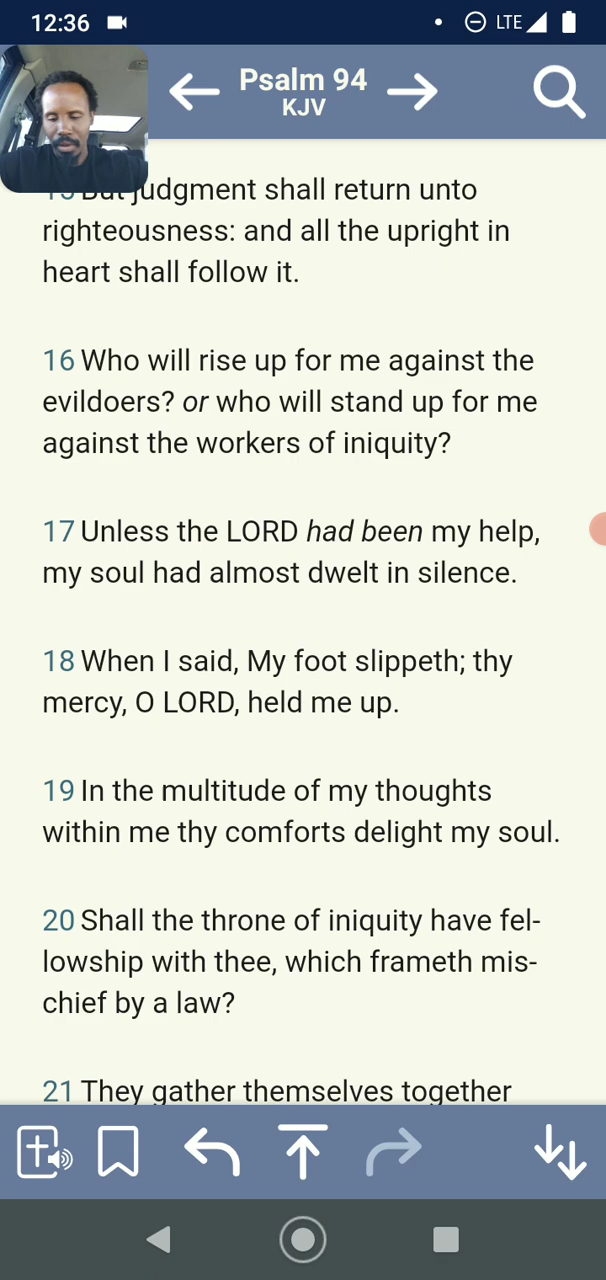 12:36
LTE
Psalm 94
KJV
But judgment shall return unto
righteousness: and all the upright in
heart shall follow it.
16 Who will rise up for me against the
evildoers? or who will stand up for me
against the workers of iniquity?
17 Unless the LORD had been my help,
my soul had almost dwelt in silence.
18 When I said, My foot slippeth; thy
mercy, O LORD, held me up.
19 In the multitude of my thoughts
within me thy comforts delight my soul.
20 Shall the throne of iniquity have fel-
lowship with thee, which frameth mis-
chief by a law?
21 They gather themselves together